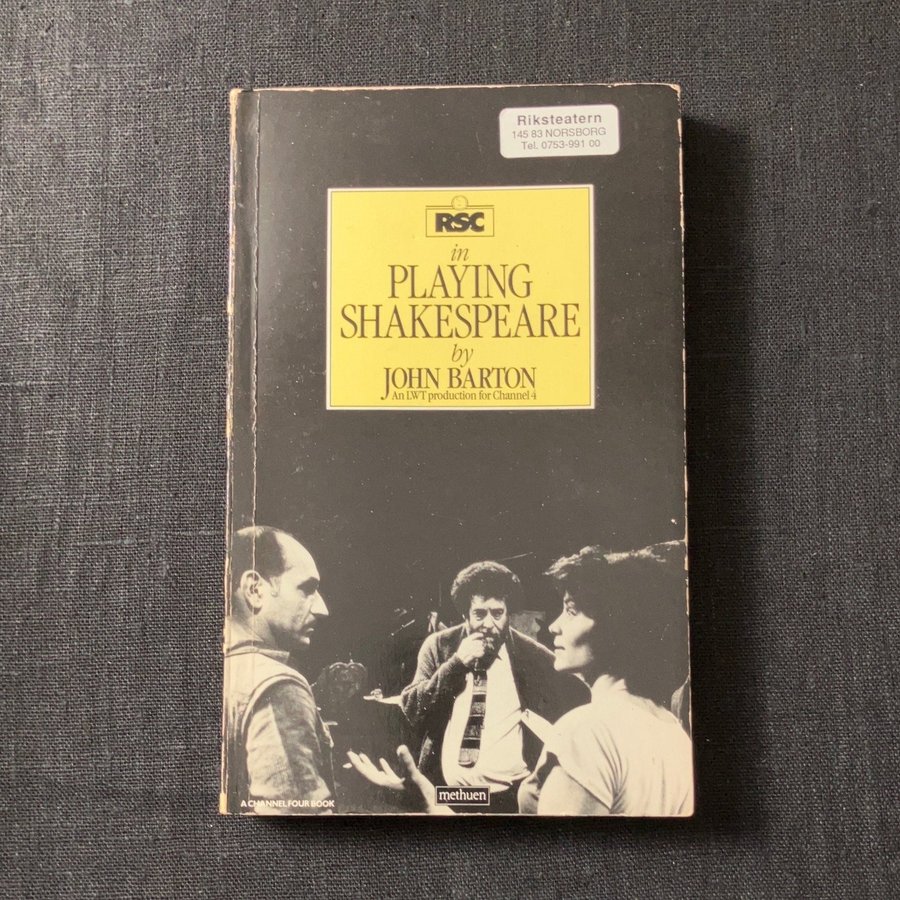 Riksteatern
145 83 NORSBORG
Tel. 0753-991 00
RSC
in
PLAYING
SHAKESPEARE
by
JOHN BARTON
An LWT production for Channel 4
A CHANNEL FOUR BOOK
methuen